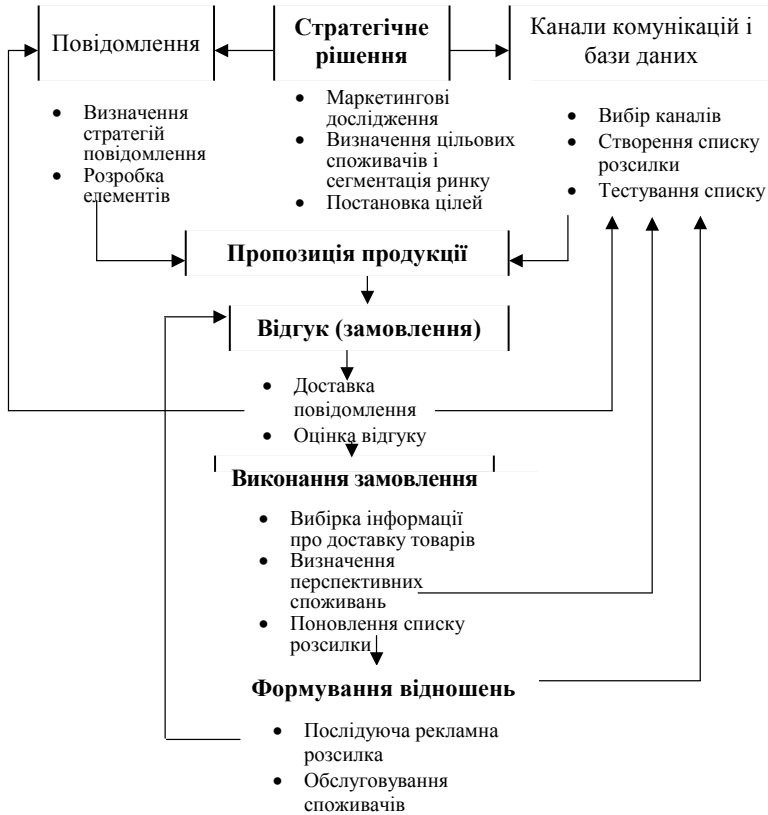 Повідомлення
Стратегічне
рішення
Канали комунікацій і
бази даних
• Визначення
стратегій
повідомлення
• Розробка
елементів
• Маркетингові
дослідження
• Визначення цільових
споживачів і
сегментація ринку
• Постановка цілей
• Вибір каналів
• Створення списку
розсилки
• Тестування списку
Пропозиція продукції
Відгук (замовлення)
• Доставка
повідомлення
• Оцінка відгуку
Виконання замовлення
• Вибірка інформації
про доставку товарів
• Визначення
перспективних
споживань
• Поновлення списку
розсилки
Формування відношень
• Послідуюча рекламна
розсилка
• Обслуговування
споживачів